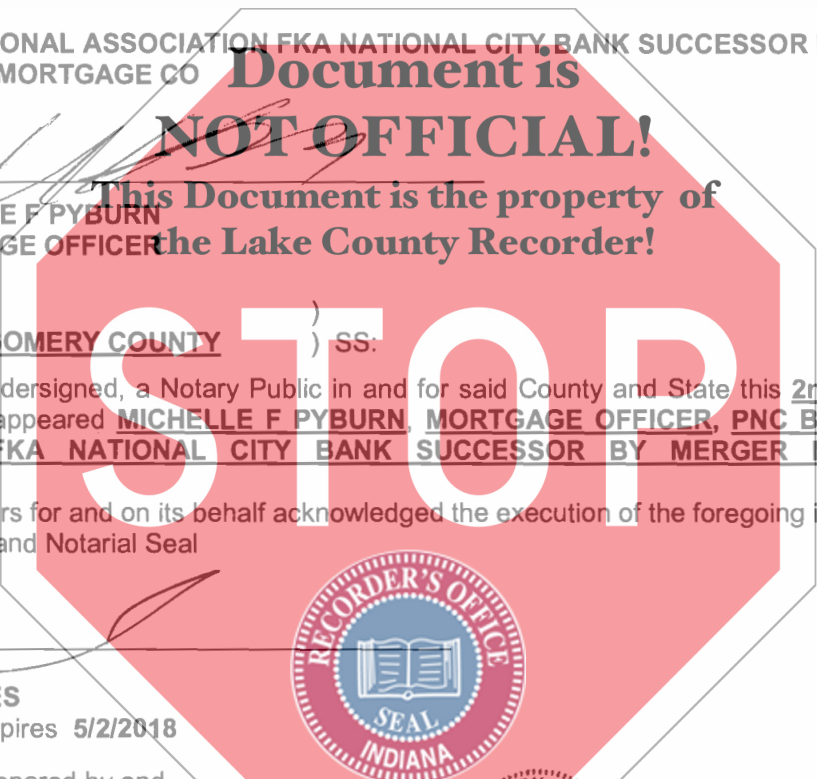 ONAL ASSOCIATION FKA NATIONAL CITY BANK SUCCESSOR
MORTGAGE CO
Document is
NOT OFFICIAL!
This Document is the property of
the Lake County Recorder!
E F PYBURN
GE OFFICER
)
OMERY COUNTY ) SS:
STOP
dersigned, a Notary Public in and for said County and State this 2n
appeared MICHELLE F PYBURN, MORTGAGE OFFICER, PNC B
FKA NATIONAL CITY BANK SUCCESSOR BY MERGER
rs for and on its behalf acknowledged the execution of the foregoing i
and Notarial Seal
RECORDER'S OFFICE
SEAL
INDIANA
ES
pires 5/2/2018
epared by and